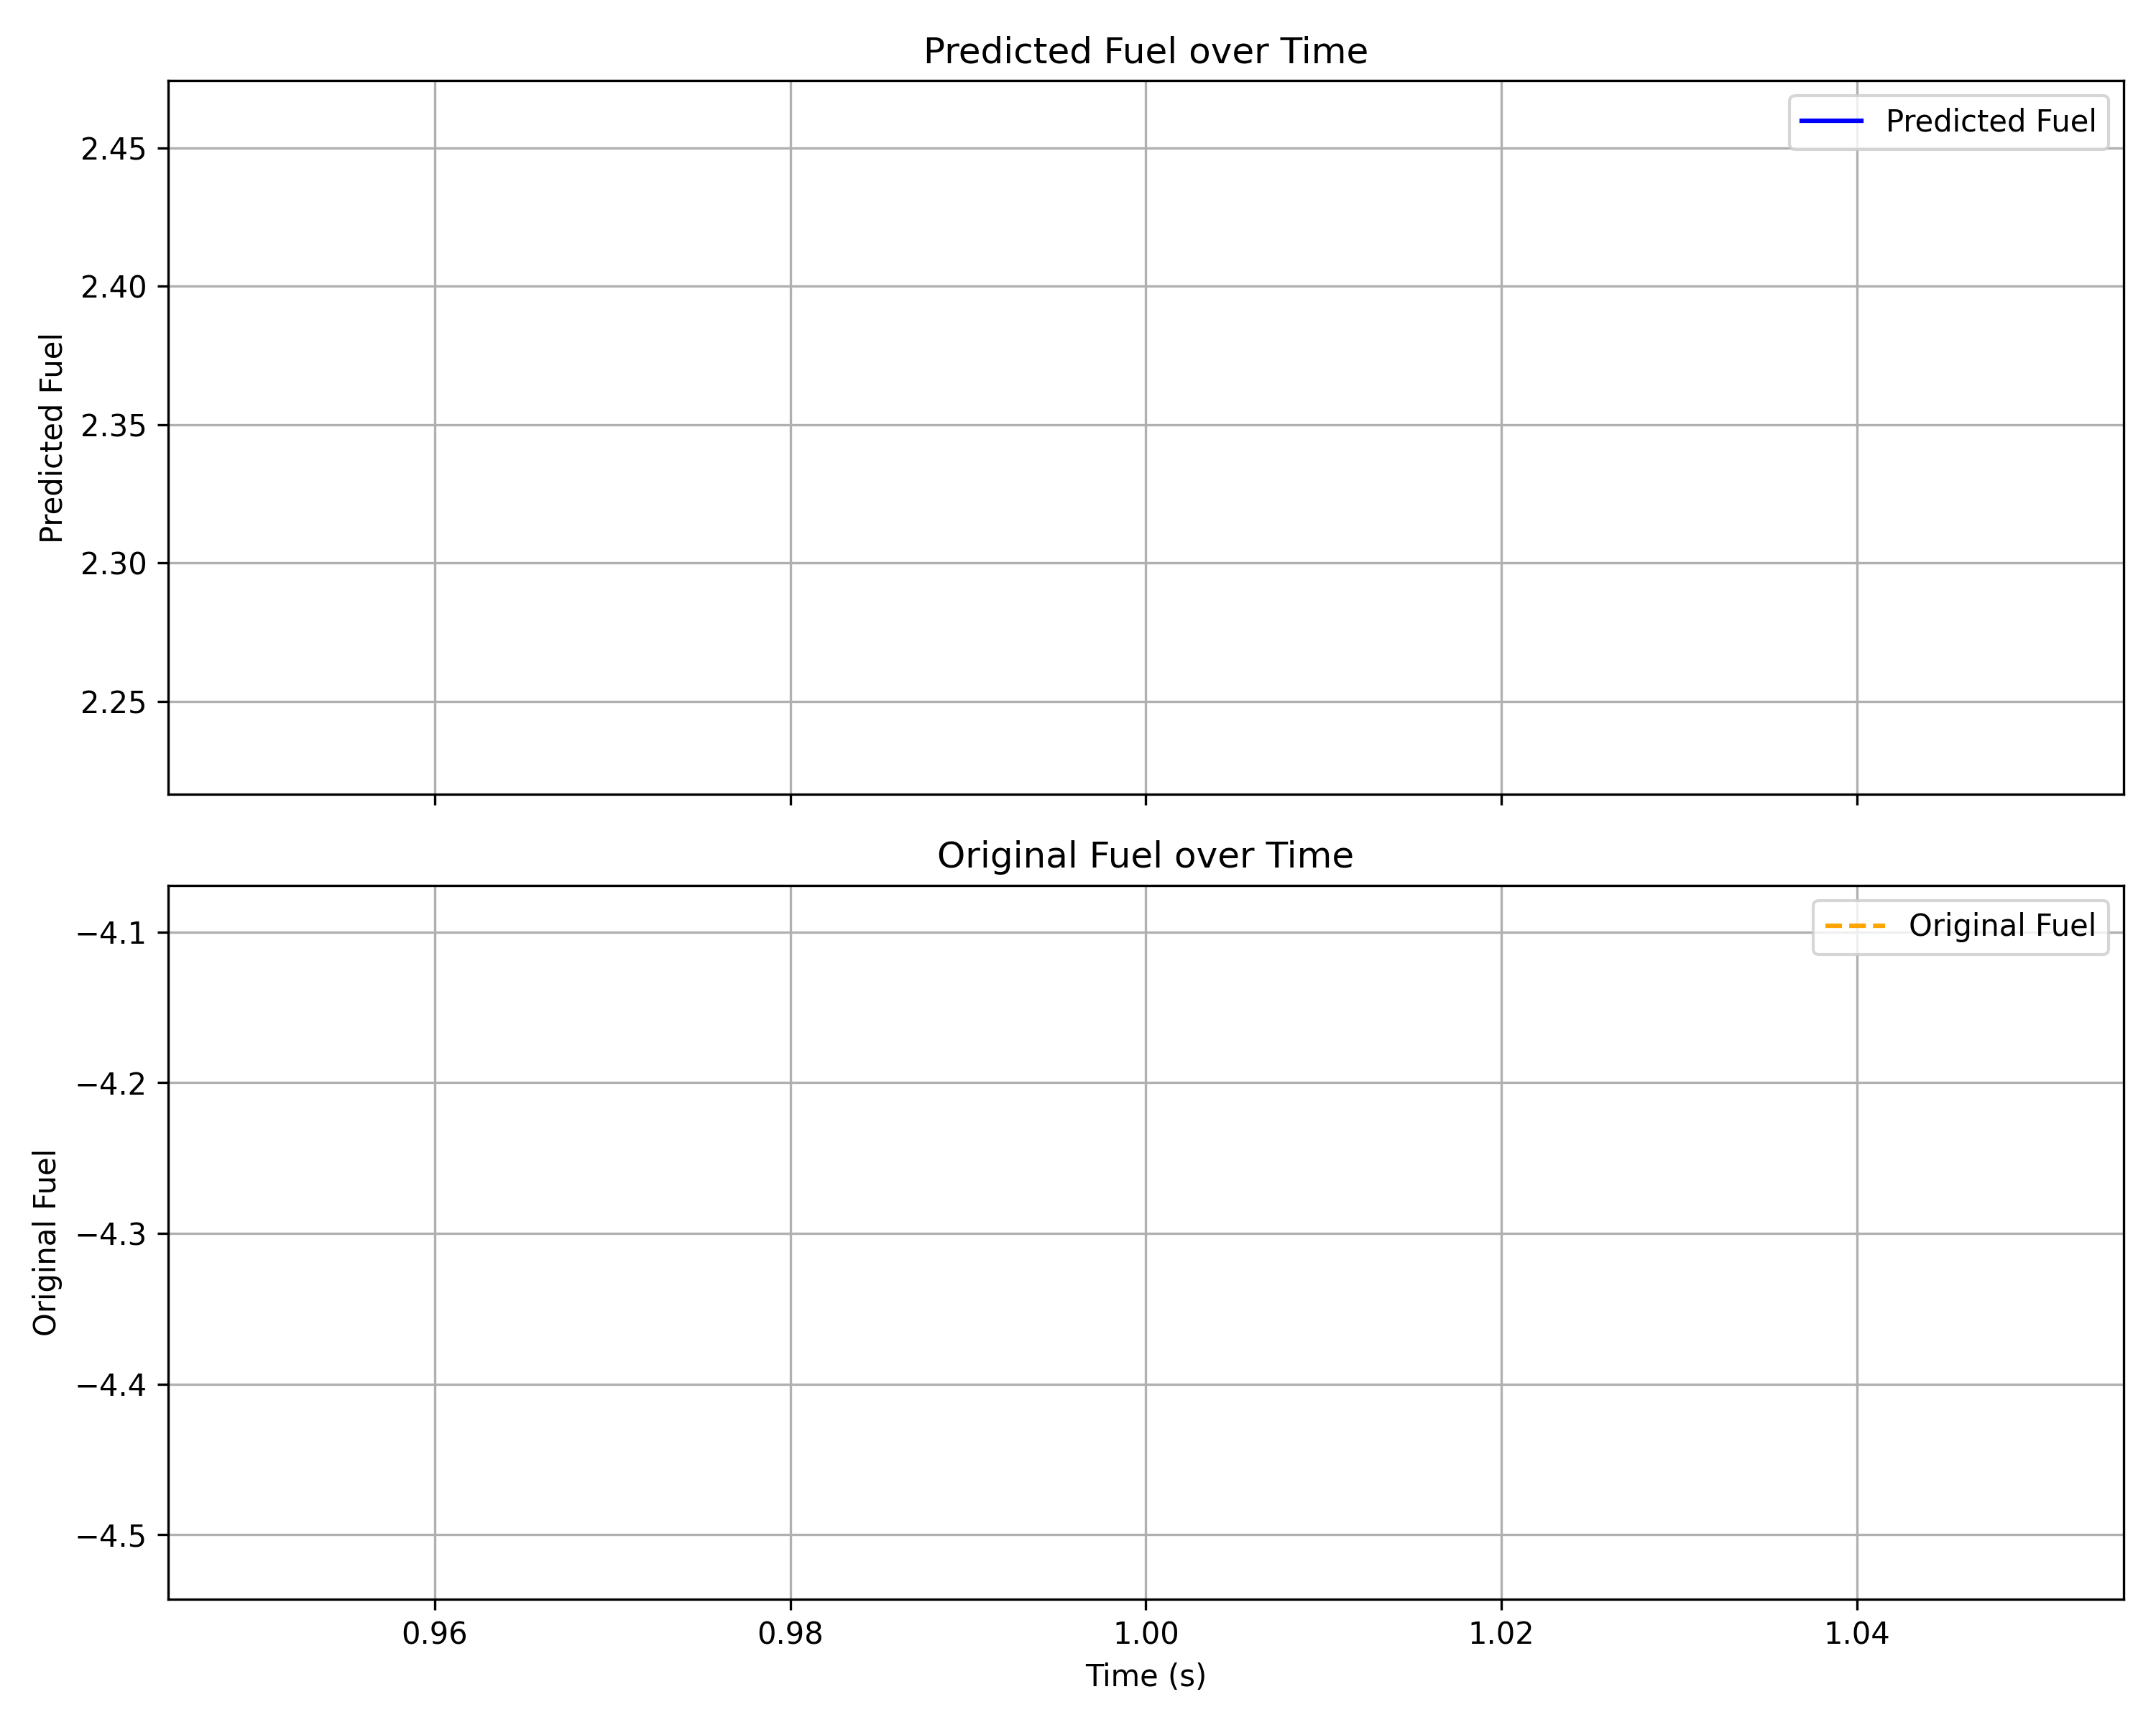 Predicted Fuel over Time
Predicted Fuel
2.45
2.40
2.35
2.30
2.25
Predicted Fuel
Original Fuel over Time
Original Fuel
−4.1
−4.2
−4.3
−4.4
−4.5
Original Fuel
0.96 0.98 1.00 1.02 1.04
Time (s)